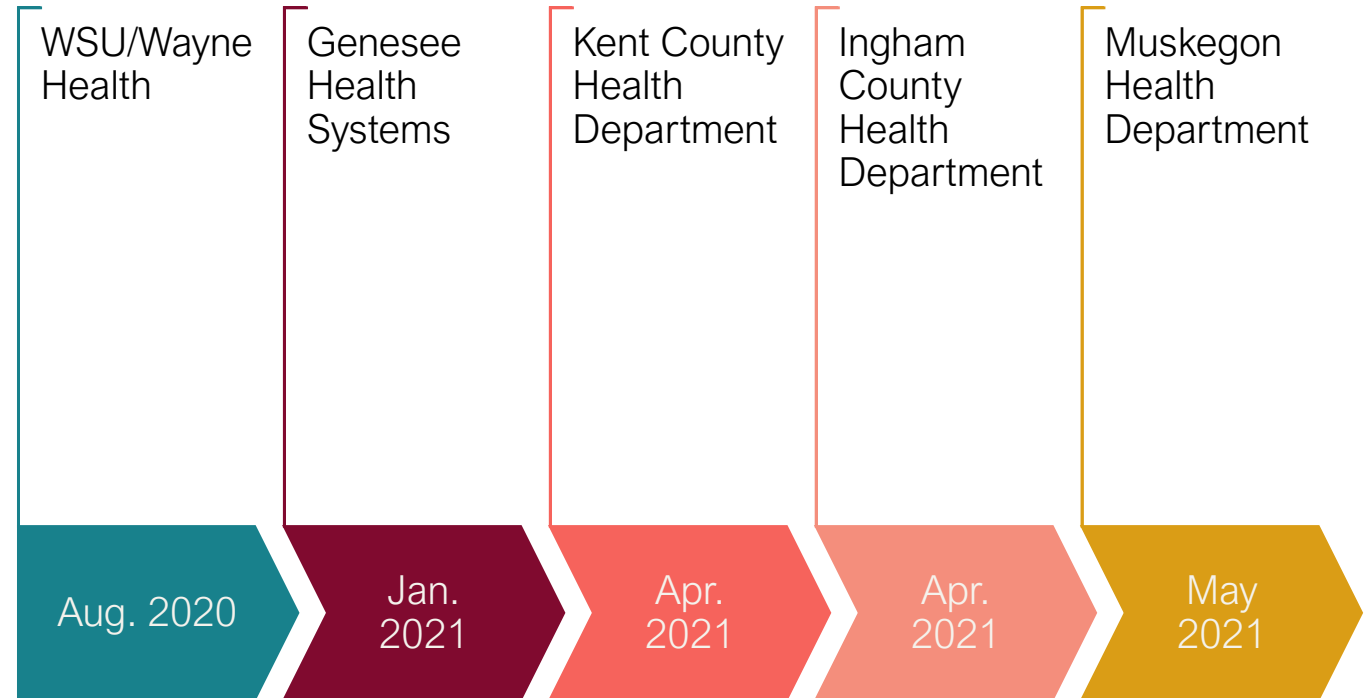 WSU/Wayne
Health
Genesee
Health
Systems
Kent County
Health
Department
Ingham
County
Health
Department
Muskegon
Health
Department
Aug. 2020
Jan.
2021
Apr.
2021
Apr.
2021
May
2021